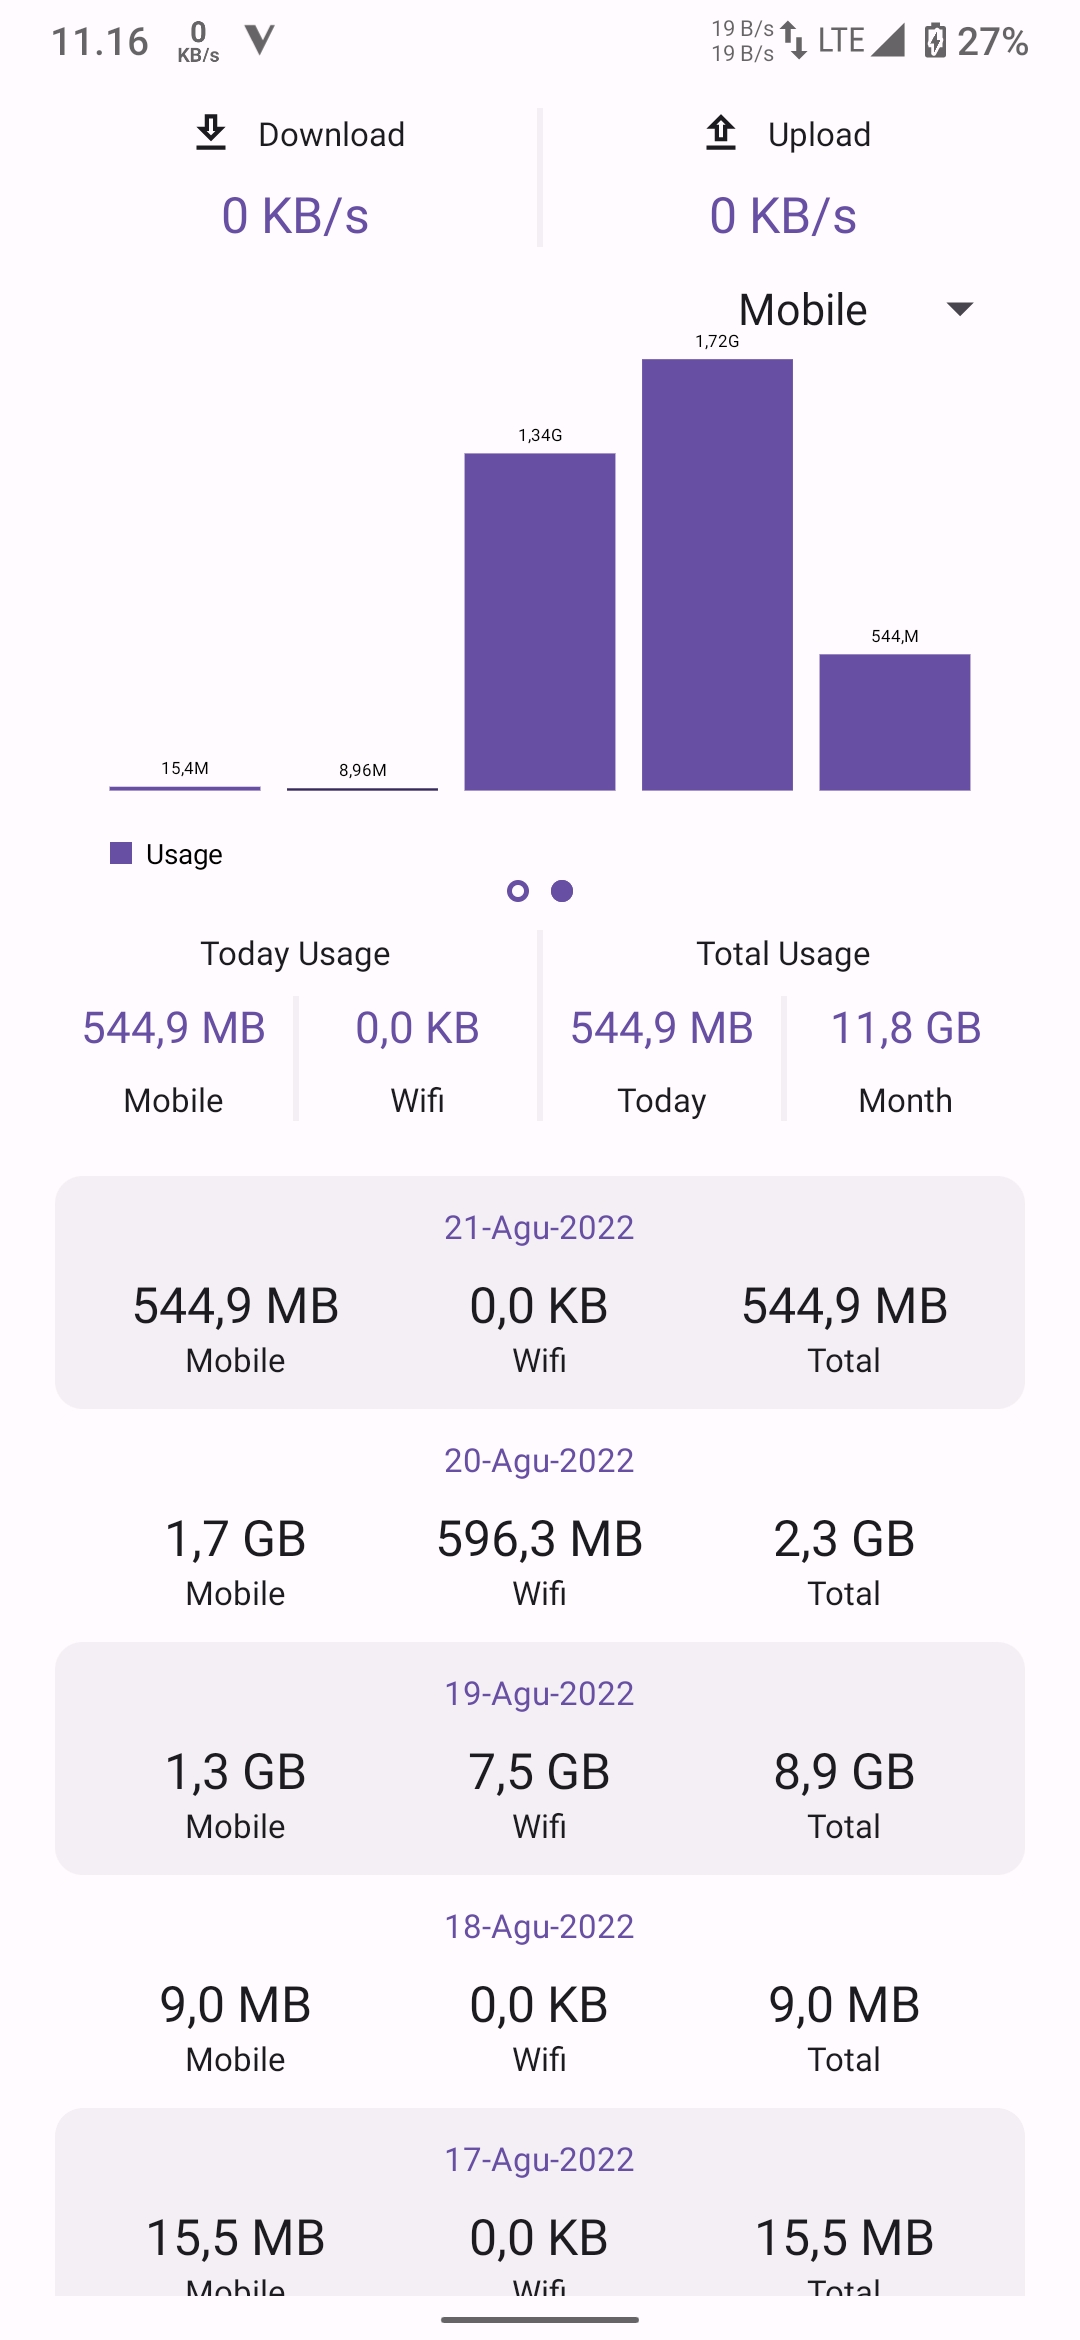 11.16 0 KB/s 19 B/s 19 B/s LTE 27%
Download Upload
0 KB/s 0 KB/s
Mobile
1,72G
1,34G
544,M
15,4M 8,96M
Usage
Today Usage Total Usage
544,9 MB 0,0 KB 544,9 MB 11,8 GB
Mobile Wifi Today Month
21-Agu-2022
544,9 MB 0,0 KB 544,9 MB
Mobile Wifi Total
20-Agu-2022
1,7 GB 596,3 MB 2,3 GB
Mobile Wifi Total
19-Agu-2022
1,3 GB 7,5 GB 8,9 GB
Mobile Wifi Total
18-Agu-2022
9,0 MB 0,0 KB 9,0 MB
Mobile Wifi Total
17-Agu-2022
15,5 MB 0,0 KB 15,5 MB
Mobile Wifi Total